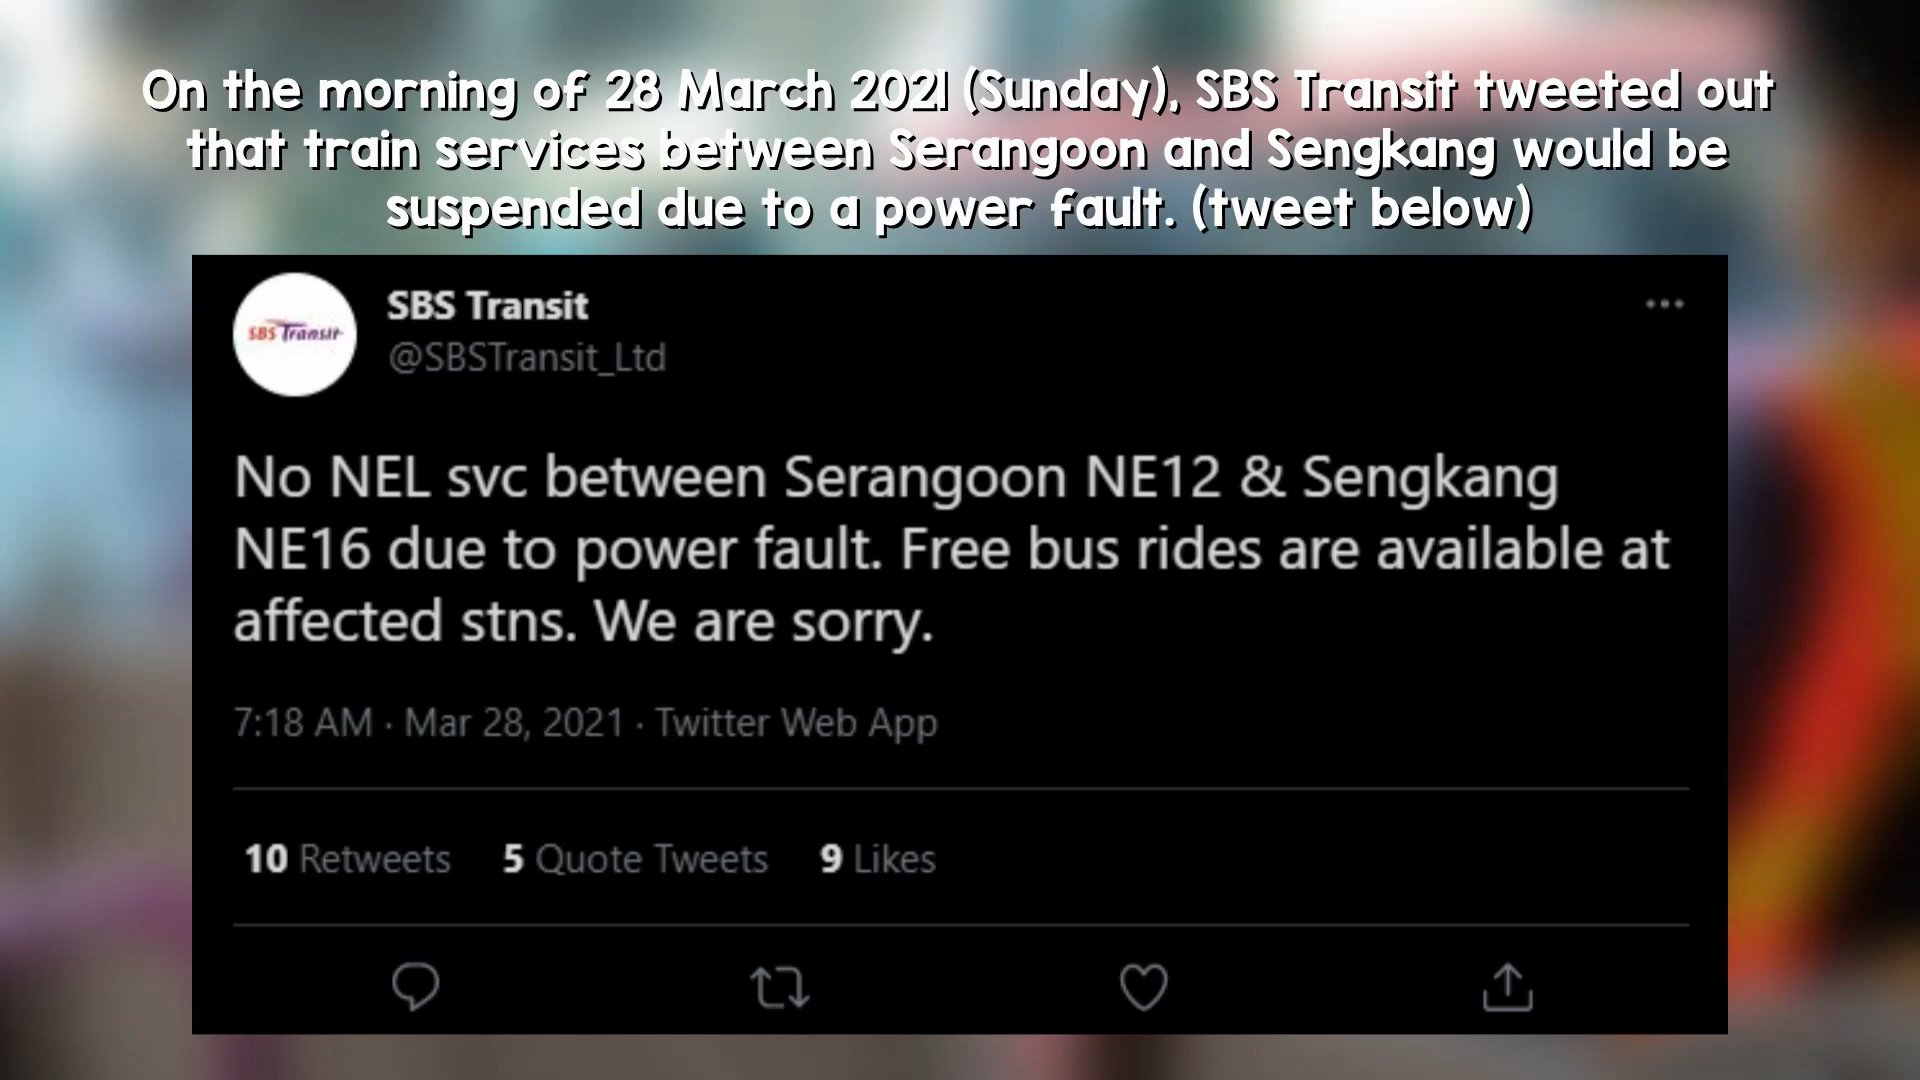 On the morning of 28 March 2021 (Sunday), SBS Transit tweeted out
that train services between Serangoon and Sengkang would be
suspended due to a power fault. (tweet below)
SBS Transit
SBS Transit
@SBSTransit_Ltd
No NEL svc between Serangoon NE12 & Sengkang
NE16 due to power fault. Free bus rides are available at
affected stns. We are sorry.
7:18 AM · Mar 28, 2021 · Twitter Web App
10 Retweets 5 Quote Tweets 9 Likes